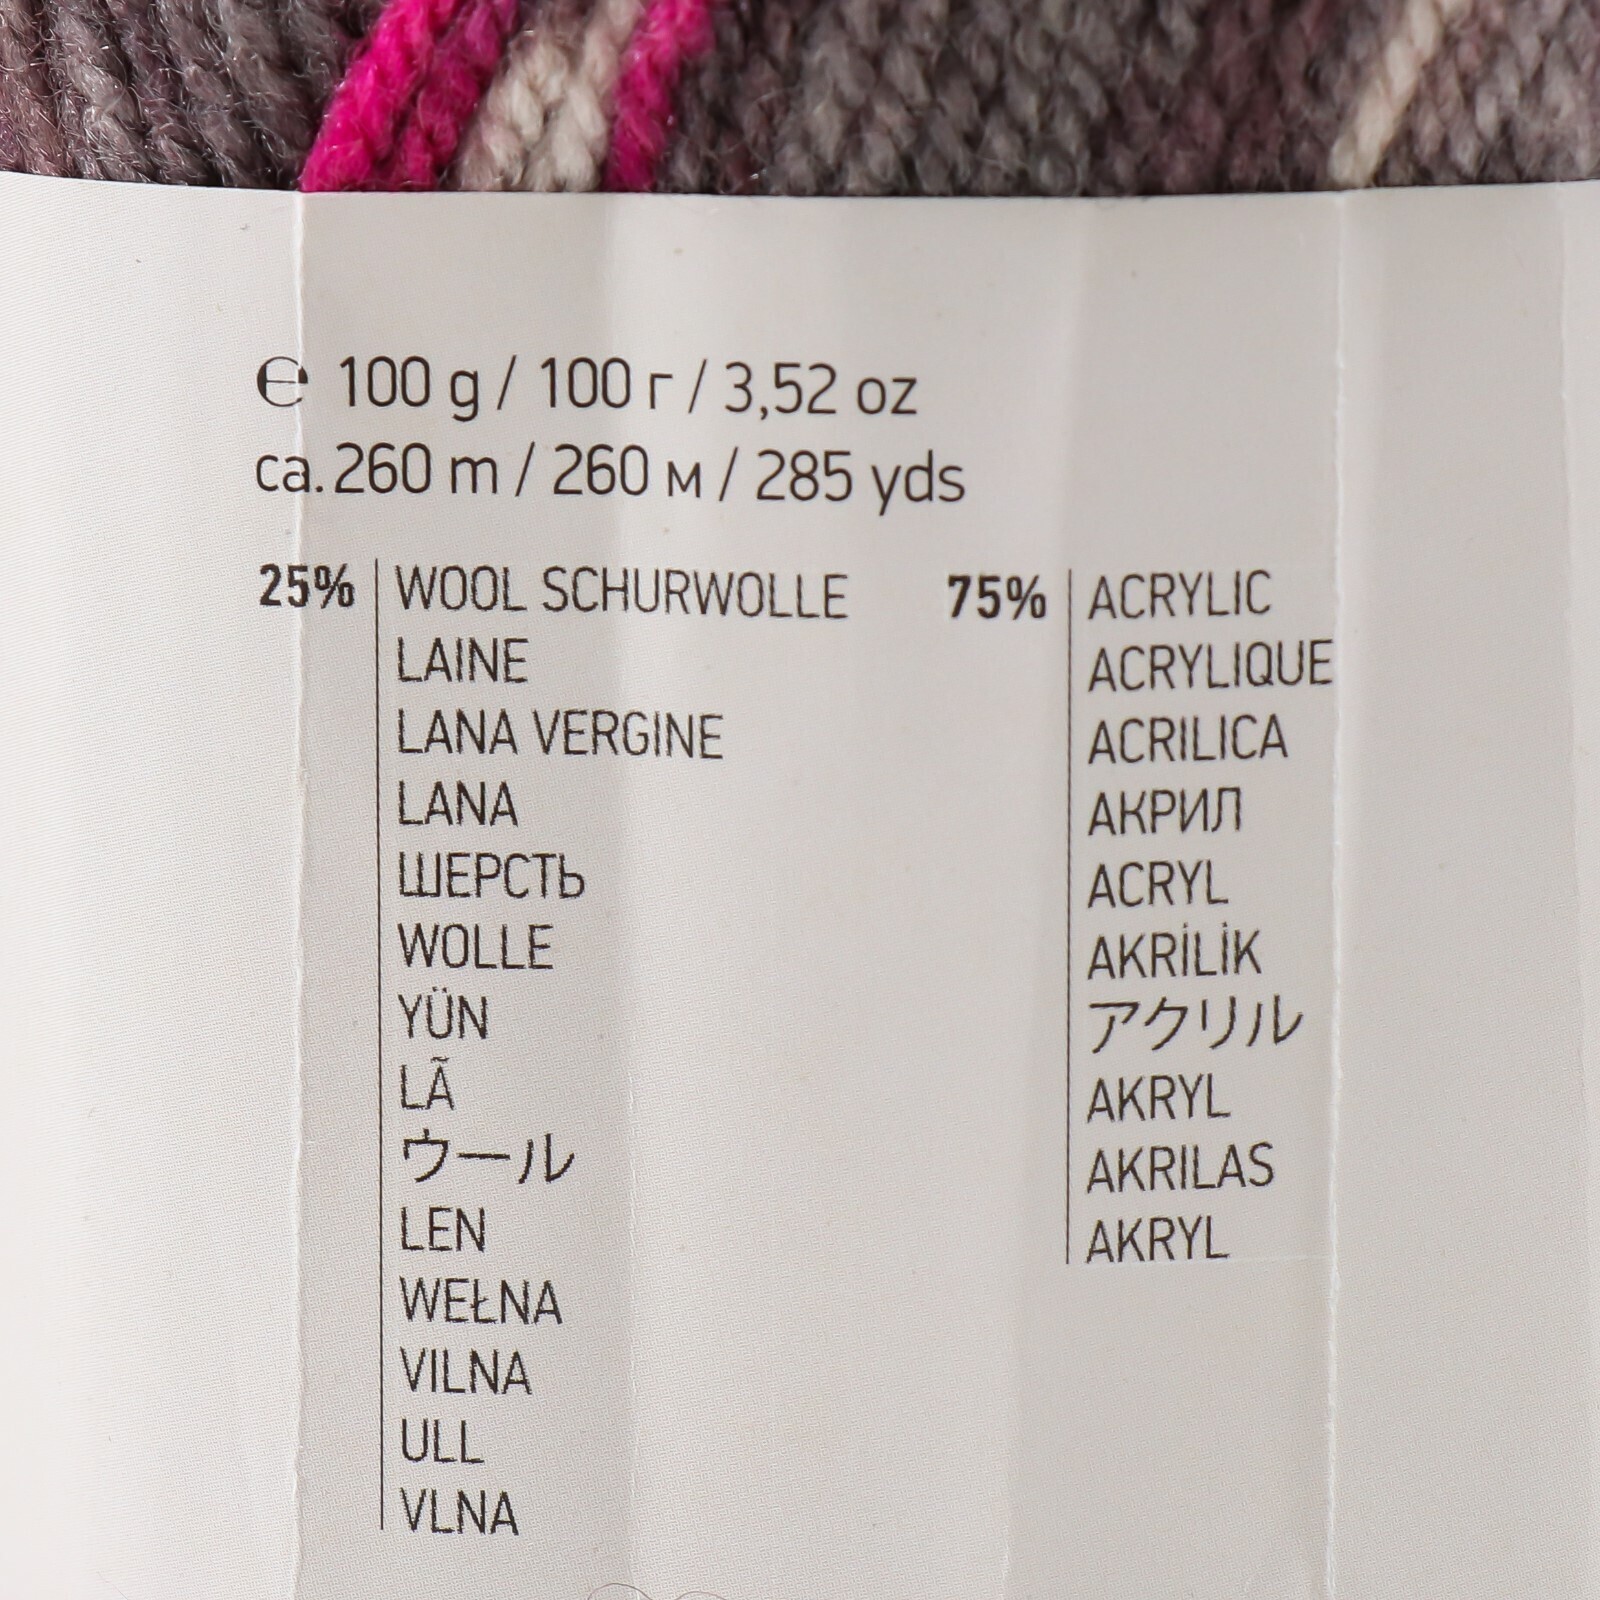 ℮ 100 g / 100 г / 3,52 oz
ca. 260 m / 260 м / 285 yds
25% WOOL SCHURWOLLE
LAINE
LANA VERGINE
LANA
ШЕРСТЬ
WOLLE
YÜN
LÃ
ウール
LEN
WEŁNA
VILNA
ULL
VLNA
75% ACRYLIC
ACRYLIQUE
ACRILICA
АКРИЛ
ACRYL
AKRİLİK
アクリル
AKRYL
AKRILAS
AKRYL